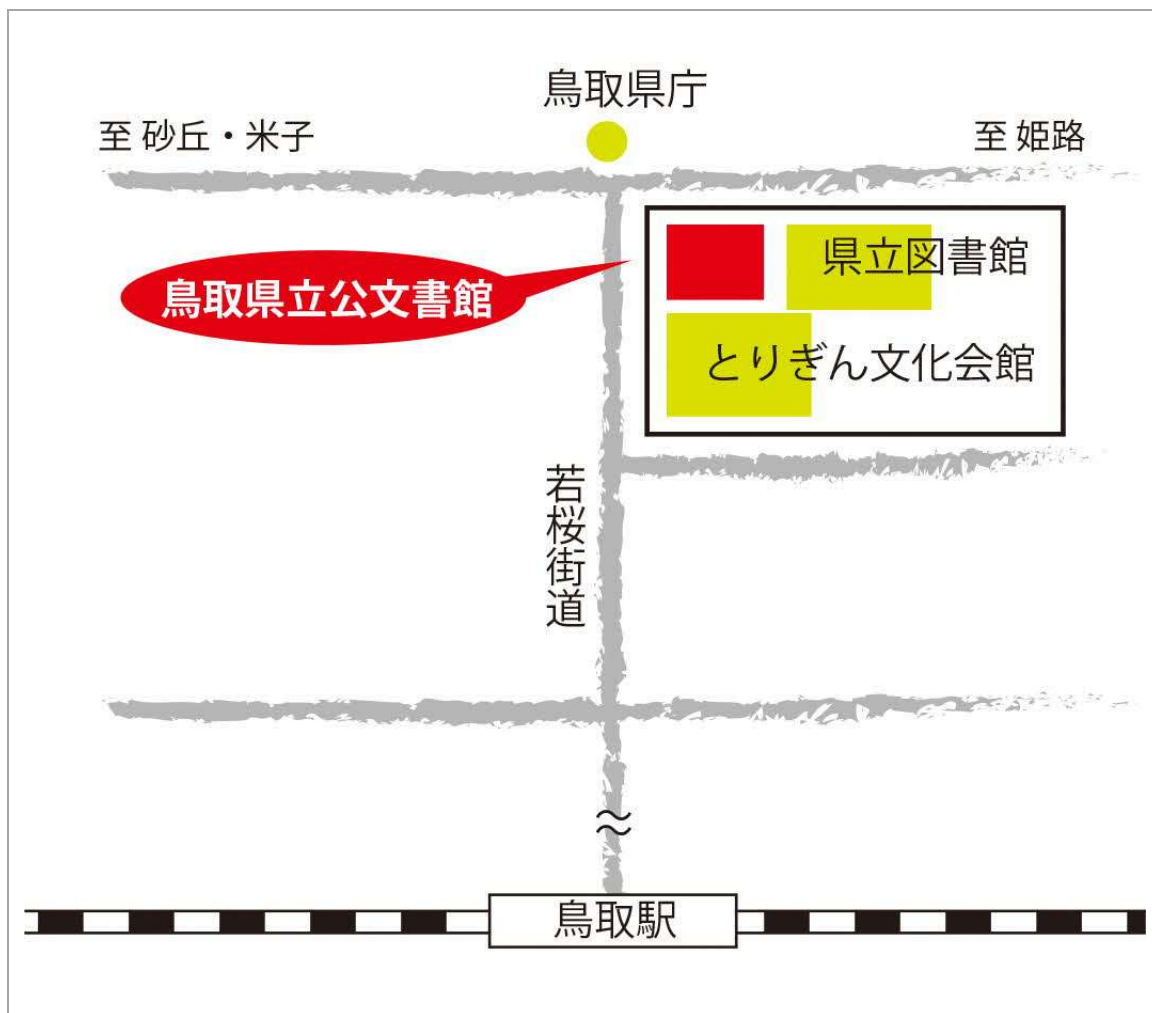 鳥取県庁
至 砂丘・米子
至 姫路
県立図書館
鳥取県立公文書館
とりぎん文化会館
若桜街道
鳥取駅